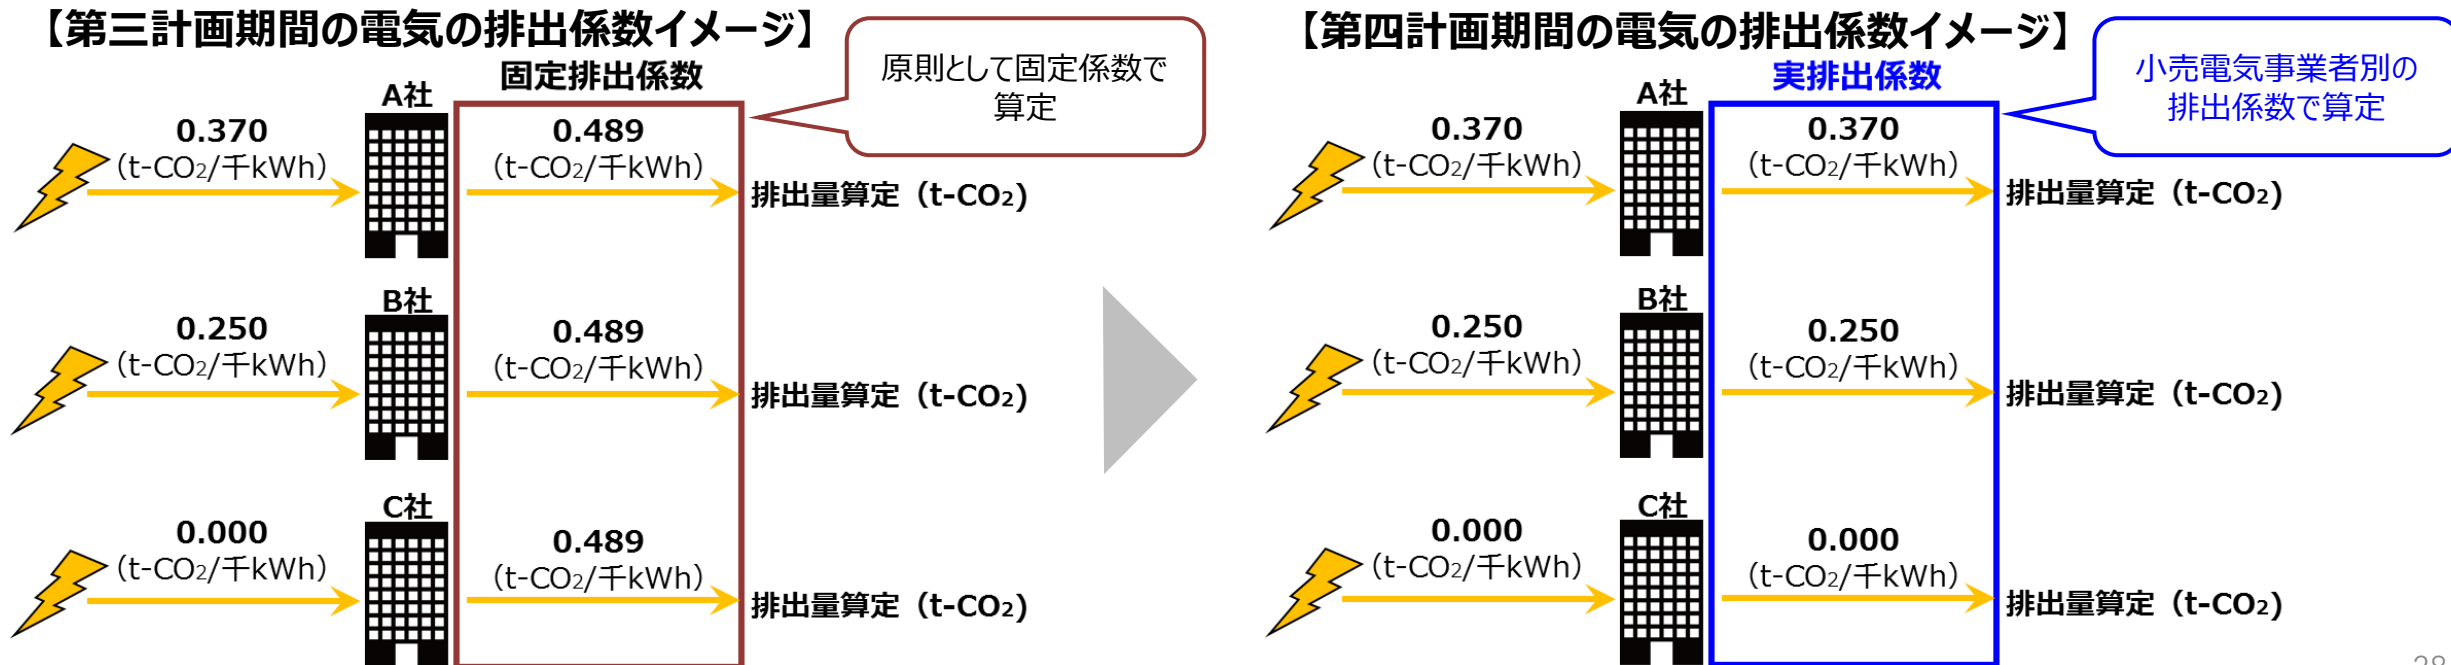 【第三計画期間の電気の排出係数イメージ】
固定排出係数
原則として固定係数で
算定
A社
0.370
(t-CO2/千kWh)
0.489
(t-CO2/千kWh)
排出量算定（t-CO2)
B社
0.250
(t-CO2/千kWh)
0.489
(t-CO2/千kWh)
排出量算定（t-CO2)
C社
0.000
(t-CO2/千kWh)
0.489
(t-CO2/千kWh)
排出量算定（t-CO2)
【第四計画期間の電気の排出係数イメージ】
実排出係数
小売電気事業者別の
排出係数で算定
A社
0.370
(t-CO2/千kWh)
0.370
(t-CO2/千kWh)
排出量算定（t-CO2)
B社
0.250
(t-CO2/千kWh)
0.250
(t-CO2/千kWh)
排出量算定（t-CO2)
C社
0.000
(t-CO2/千kWh)
0.000
(t-CO2/千kWh)
排出量算定（t-CO2)